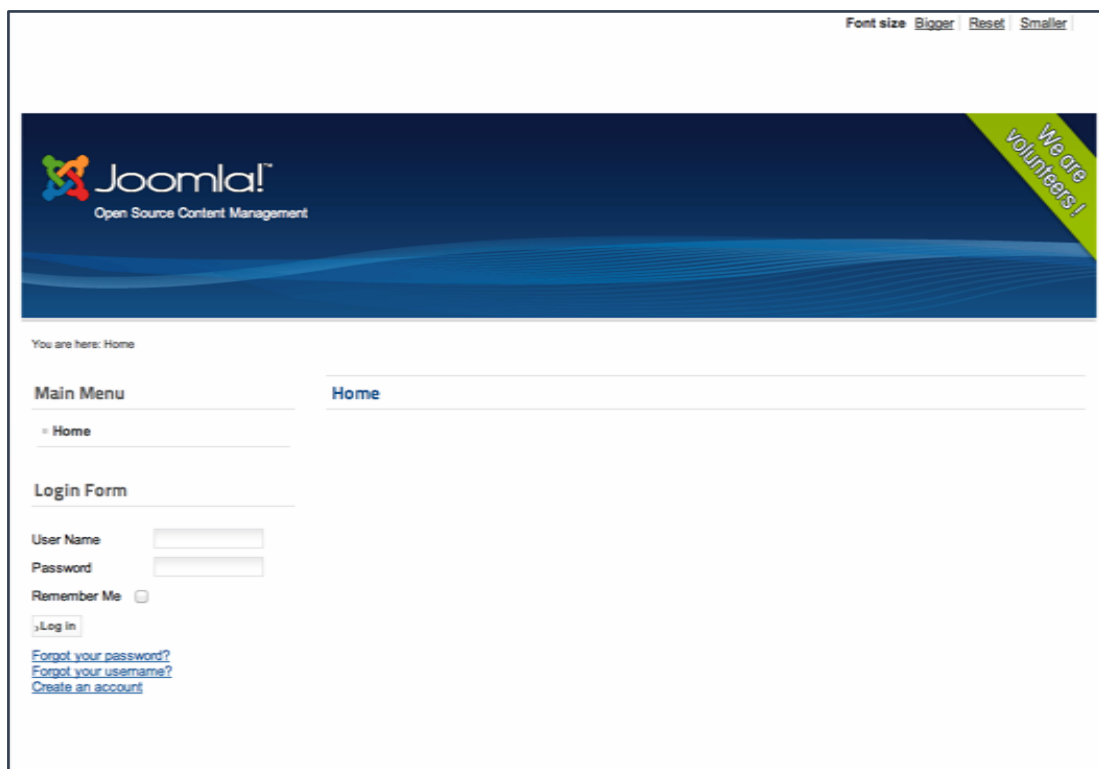 Font size Bigger Reset Smaller
We are
volunteers!
Joomla!™
Open Source Content Management
You are here: Home
Main Menu
Home
Login Form
User Name
Password
Remember Me
Log in
Forgot your password?
Forgot your username?
Create an account
Home